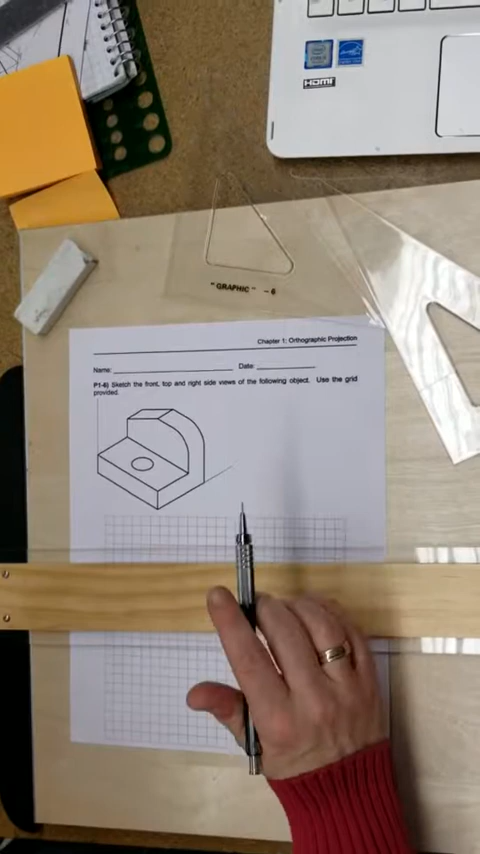 HDMI
"GRAPHIC" - 6
Chapter 1: Orthographic Projection
Name: Date:
P1-6) Sketch the front, top and right side views of the following object. Use the grid
provided.